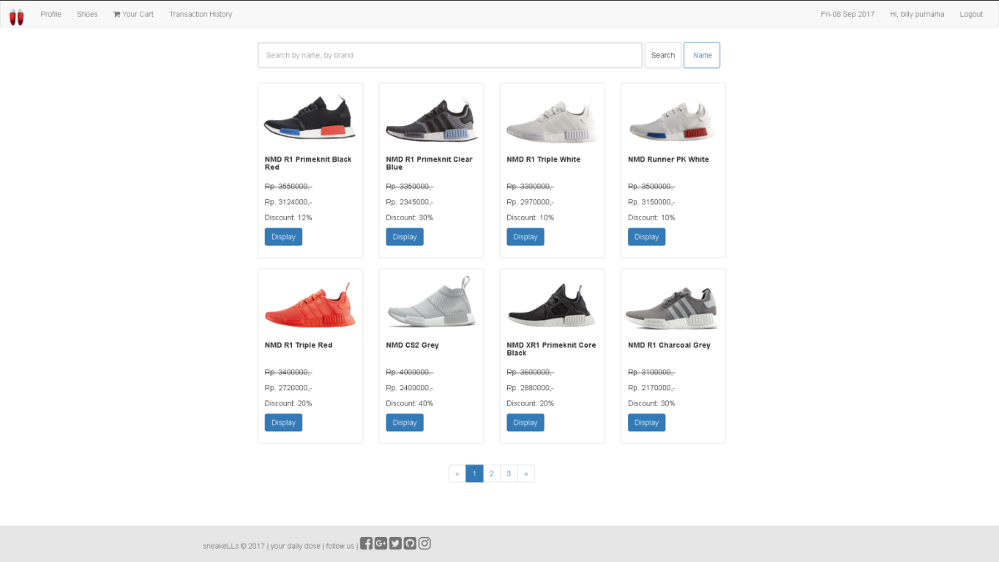 Profile Shoes Your Cart Transaction History Fri-08 Sep 2017 Hi, billy purnama Logout
Search by name, by brand Search Name
NMD R1 Primeknit Black
Red
Rp. 3550000,-
Rp. 3124000,-
Discount: 12%
Display
NMD R1 Primeknit Clear
Blue
Rp. 3350000,-
Rp. 2345000,-
Discount: 30%
Display
NMD R1 Triple White
Rp. 3300000,-
Rp. 2970000,-
Discount: 10%
Display
NMD Runner PK White
Rp. 3500000,-
Rp. 3150000,-
Discount: 10%
Display
NMD R1 Triple Red
Rp. 3400000,-
Rp. 2720000,-
Discount: 20%
Display
NMD CS2 Grey
Rp. 4000000,-
Rp. 2400000,-
Discount: 40%
Display
NMD XR1 Primeknit Core
Black
Rp. 3600000,-
Rp. 2880000,-
Discount: 20%
Display
NMD R1 Charcoal Grey
Rp. 3100000,-
Rp. 2170000,-
Discount: 30%
Display
« 1 2 3 »
sneakeLLs © 2017 | your daily dose | follow us |